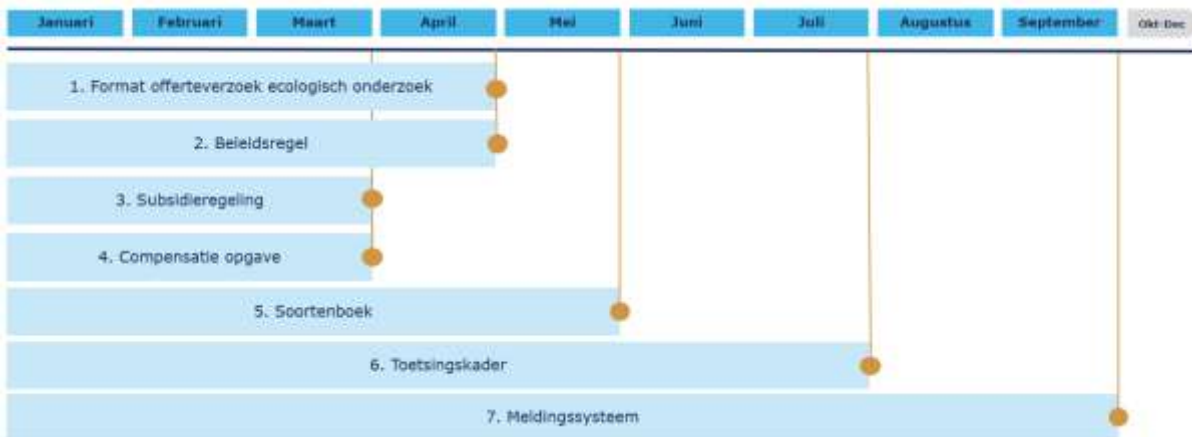 Januari Februari Maart April Mei Juni Juli Augustus September Okt-Dec
1. Format offerteverzoek ecologisch onderzoek
2. Beleidsregel
3. Subsidieregeling
4. Compensatie opgave
5. Soortenboek
6. Toetsingskader
7. Meldingssysteem